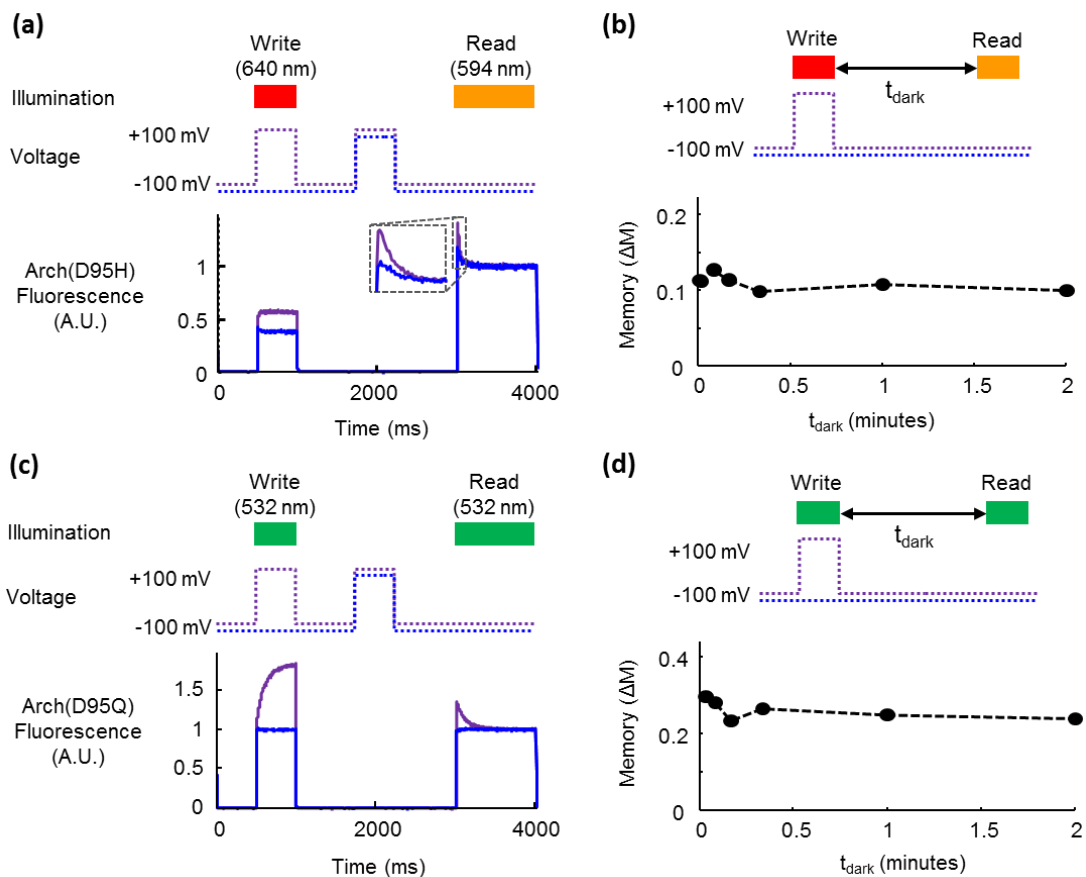 (a)
Write
(640 nm)
Read
(594 nm)
Illumination
+100 mV
Voltage
-100 mV
Arch(D95H)
Fluorescence
(A.U.)
1
0.5
0
0
2000
4000
Time (ms)
(b)
Write
Read
tdark
+100 mV
-100 mV
Memory (ΔM)
0.2
0.1
0
0
0.5
1
1.5
2
tdark (minutes)
(c)
Write
(532 nm)
Read
(532 nm)
Illumination
+100 mV
Voltage
-100 mV
Arch(D95Q)
Fluorescence
(A.U.)
1.5
1
0.5
0
0
2000
4000
Time (ms)
(d)
Write
Read
tdark
+100 mV
-100 mV
Memory (ΔM)
0.4
0.2
0
0
0.5
1
1.5
2
tdark (minutes)